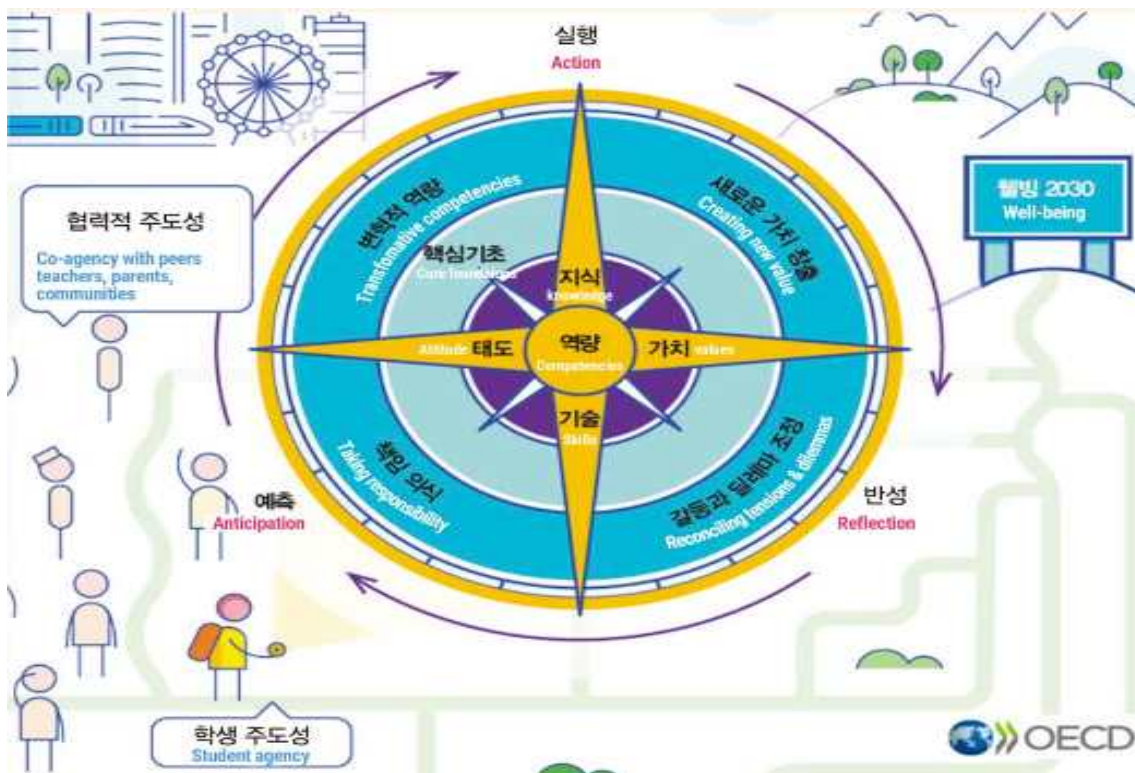 실행
Action
협력적 주도성
Co-agency with peers
teachers, parents,
communities
변혁적 역량
Transformative competencies
새로운 가치 창출
Creating new value
웰빙 2030
Well-being
핵심기초
Core foundations
지식
knowledge
Attitude 태도
역량
Competencies
가치 values
기술
Skills
책임 의식
Taking responsibility
갈등과 딜레마 조정
Reconciling tensions & dilemmas
예측
Anticipation
반성
Reflection
학생 주도성
Student agency
OECD